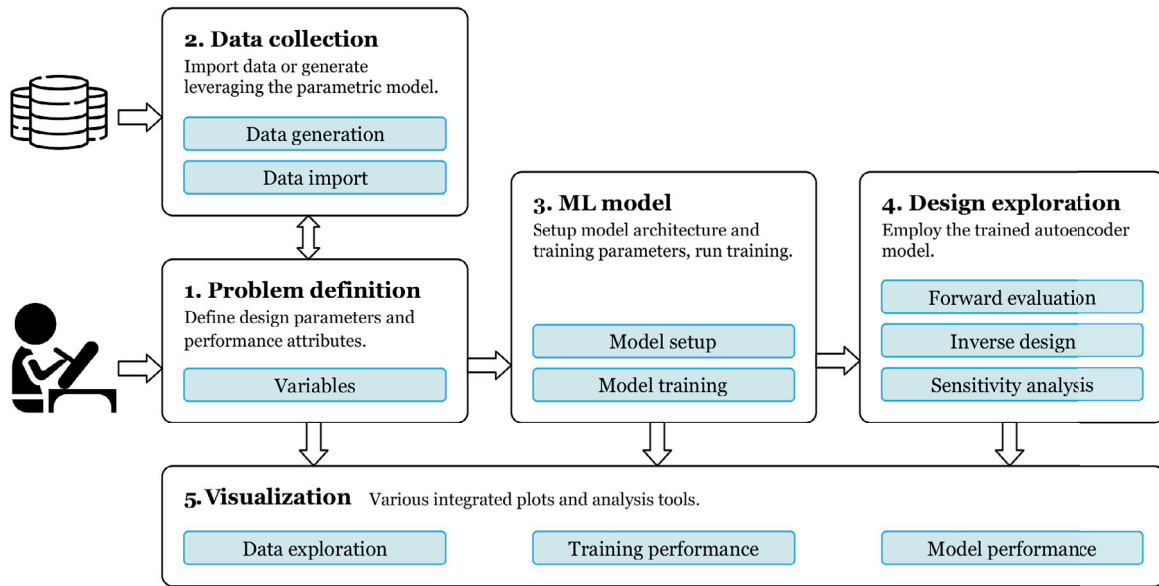 2. Data collection
Import data or generate
leveraging the parametric model.
Data generation
Data import
1. Problem definition
Define design parameters and
performance attributes.
Variables
3. ML model
Setup model architecture and
training parameters, run training.
Model setup
Model training
4. Design exploration
Employ the trained autoencoder
model.
Forward evaluation
Inverse design
Sensitivity analysis
5. Visualization Various integrated plots and analysis tools.
Data exploration
Training performance
Model performance